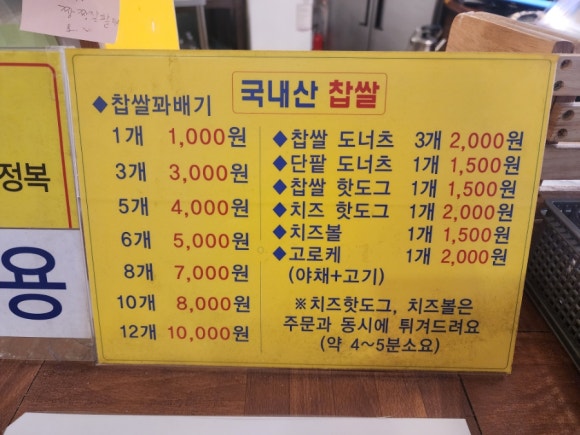 국내산 찹쌀
◆찹쌀꽈배기
1개 1,000원
3개 3,000원
5개 4,000원
6개 5,000원
8개 7,000원
10개 8,000원
12개 10,000원
◆찹쌀 도너츠 3개 2,000원
◆단팥 도너츠 1개 1,500원
◆찹쌀 핫도그 1개 1,500원
◆치즈 핫도그 1개 2,000원
◆치즈볼 1개 1,500원
◆고로케 1개 2,000원
(야채+고기)
※치즈핫도그, 치즈볼은
주문과 동시에 튀겨드려요
(약 4~5분소요)
정복
용